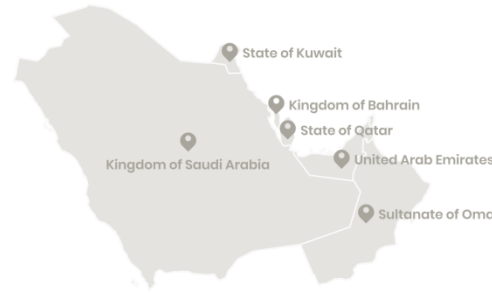 State of Kuwait
Kingdom of Bahrain
State of Qatar
United Arab Emirates
Kingdom of Saudi Arabia
Sultanate of Oma